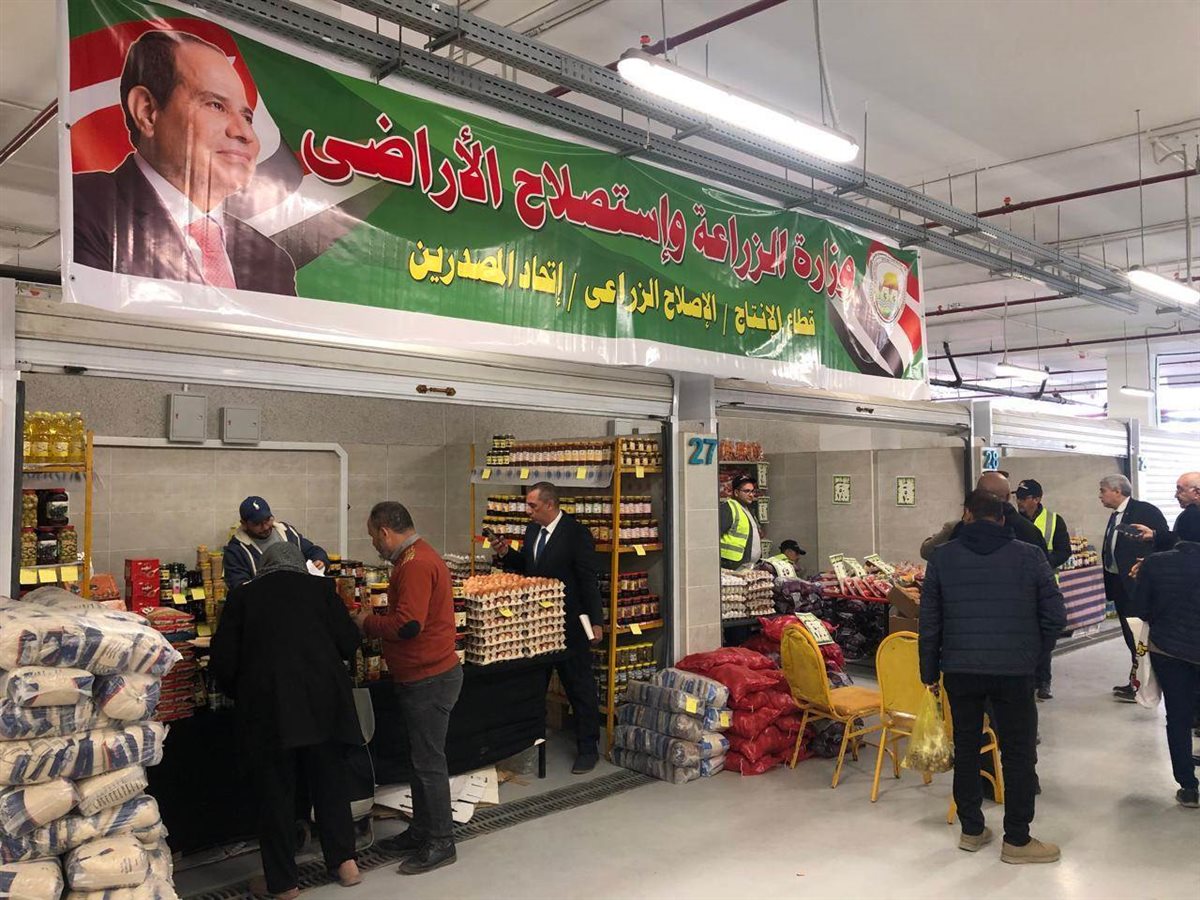 وزارة الزراعة وإستصلاح الأراضى
قطاع الانتاج / الإصلاح الزراعى / إتحاد المصدرين
27
28